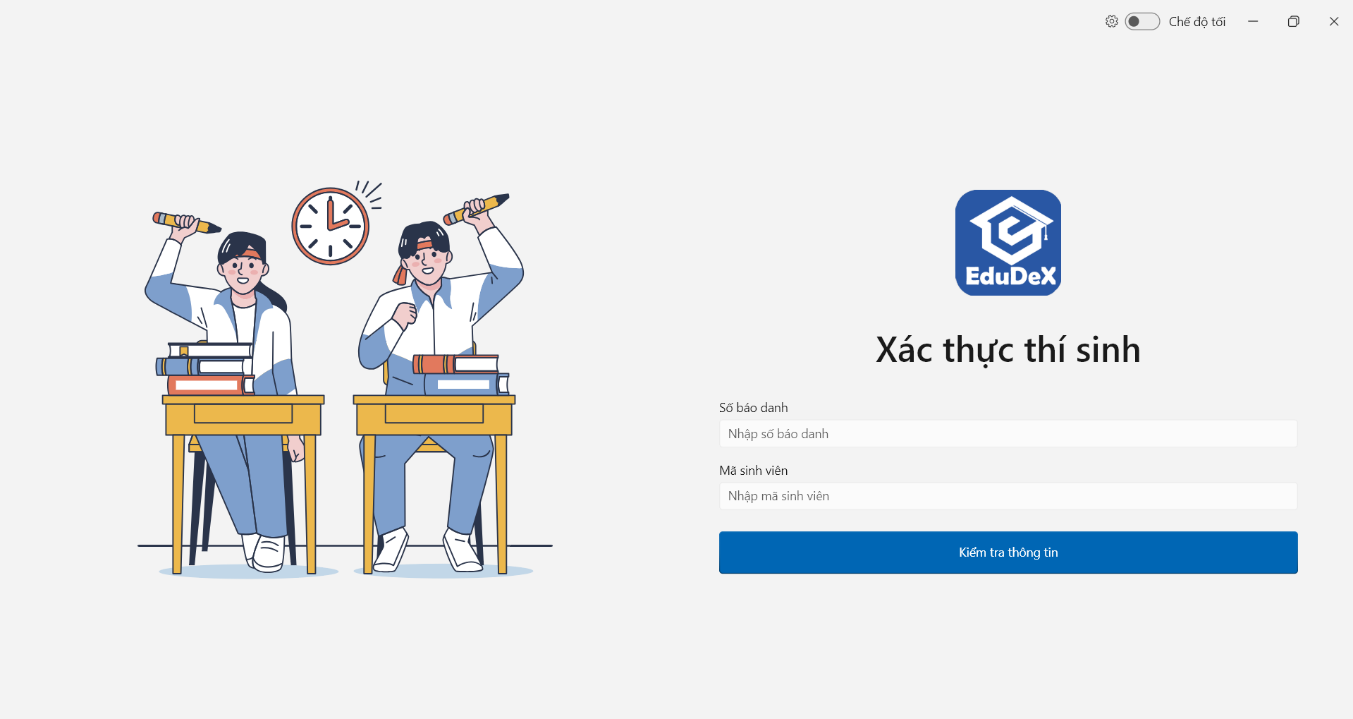 Chế độ tối
EduDeX
Xác thực thí sinh
Số báo danh
Nhập số báo danh
Mã sinh viên
Nhập mã sinh viên
Kiểm tra thông tin